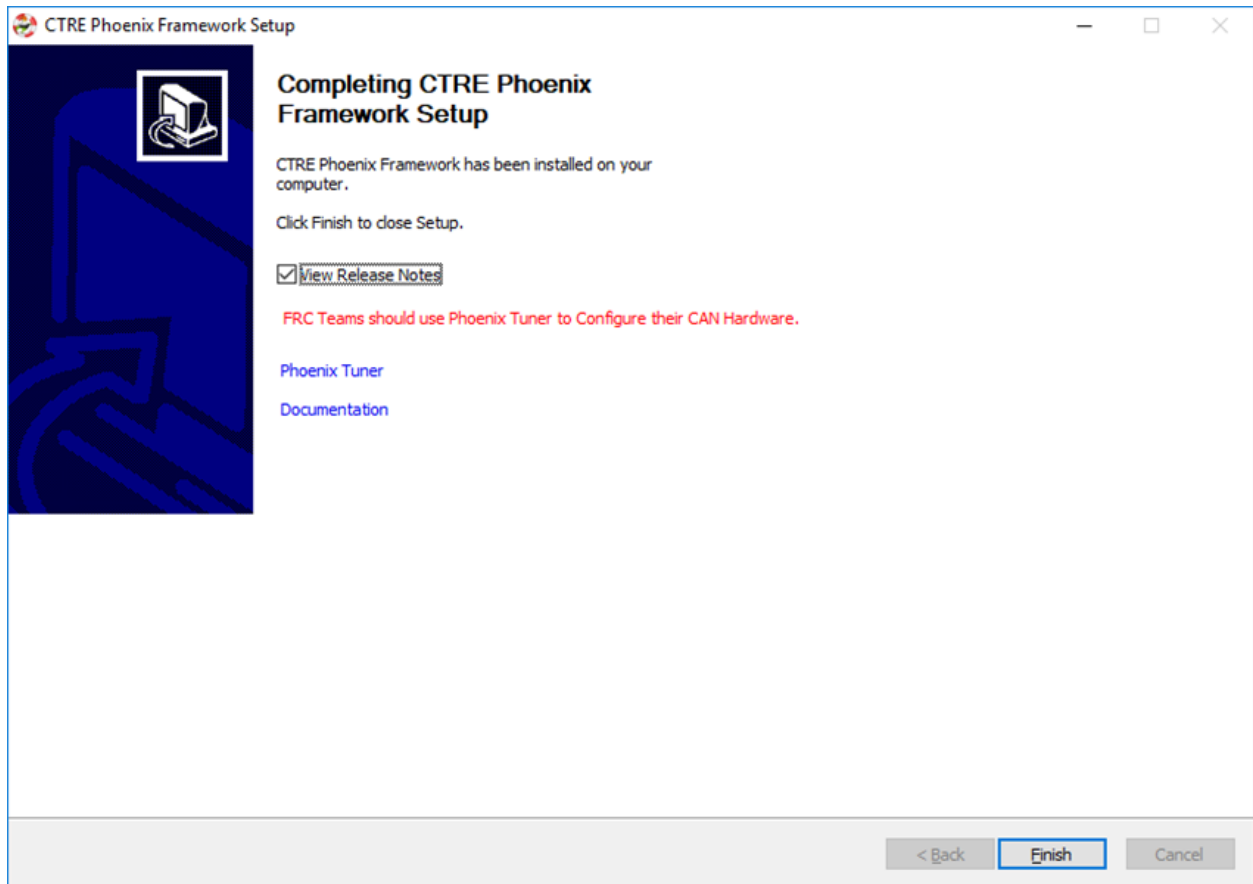 CTRE Phoenix Framework Setup
Completing CTRE Phoenix
Framework Setup
CTRE Phoenix Framework has been installed on your
computer.
Click Finish to close Setup.
View Release Notes
FRC Teams should use Phoenix Tuner to Configure their CAN Hardware.
Phoenix Tuner
Documentation
< Back
Finish
Cancel